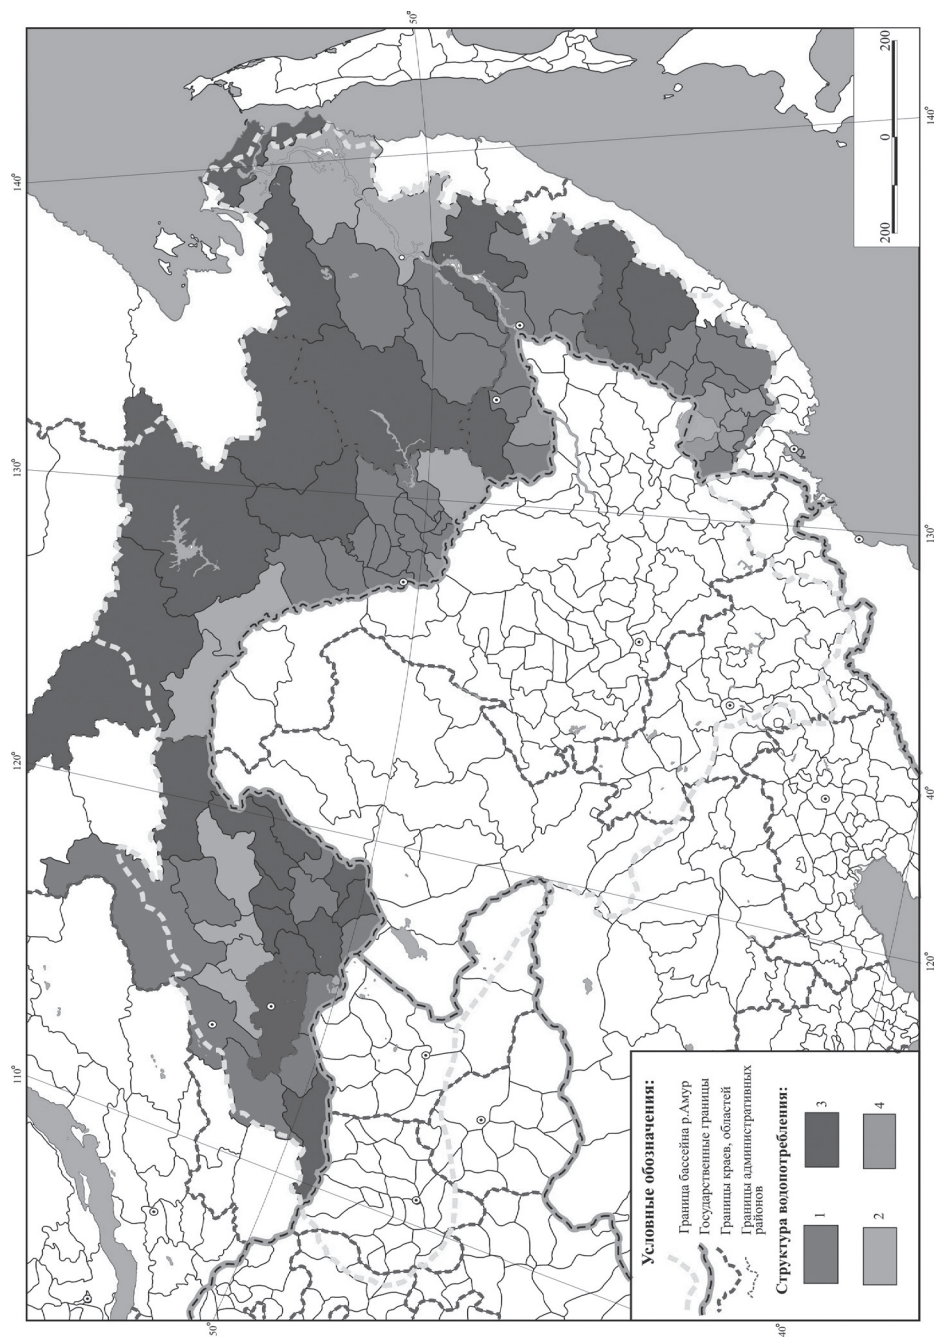 50°
140°
130°
120°
110°
50°
40°
120°
40°
130°
140°
200 0 200
Условные обозначения:
Граница бассейна р.Амур
Государственные границы
Границы краев, областей
Границы административных
районов
Структура водопотребления:
1
3
2
4